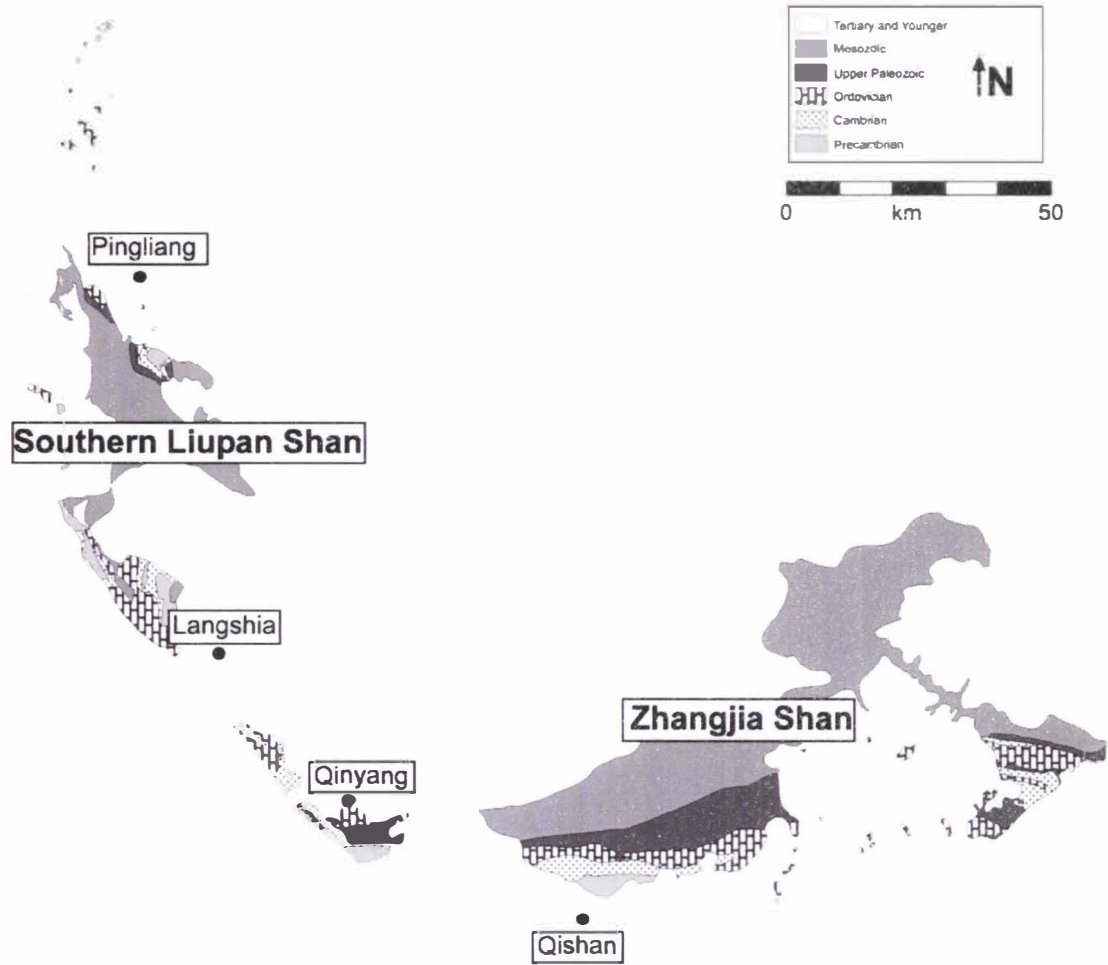 Tertiary and Younger
Mesozoic
Upper Paleozoic
Ordovician
Cambrian
Precambrian
N
0 km 50
Pingliang
Southern Liupan Shan
Langshia
Zhangjia Shan
Qinyang
Qishan